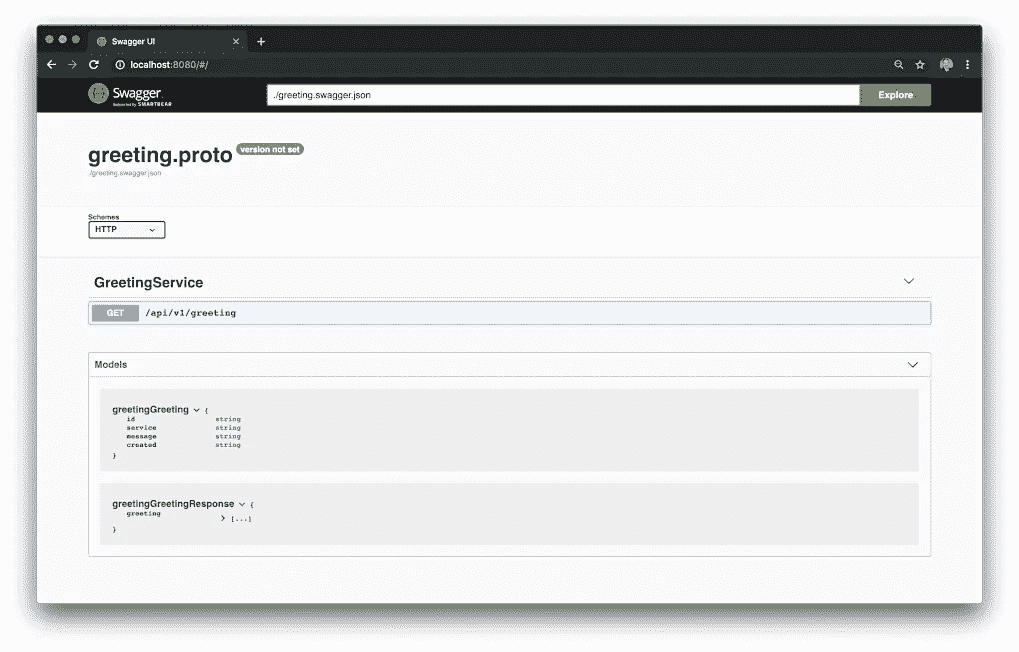 Swagger UI
localhost:8080/#/
Swagger
Supported by SMARTBEAR
./greeting.swagger.json
Explore
greeting.proto version not set
./greeting.swagger.json
Schemes
HTTP
GreetingService
GET /api/v1/greeting
Models
greetingGreeting {
id string
service string
message string
created string
}
greetingGreetingResponse {
greeting > [...]
}